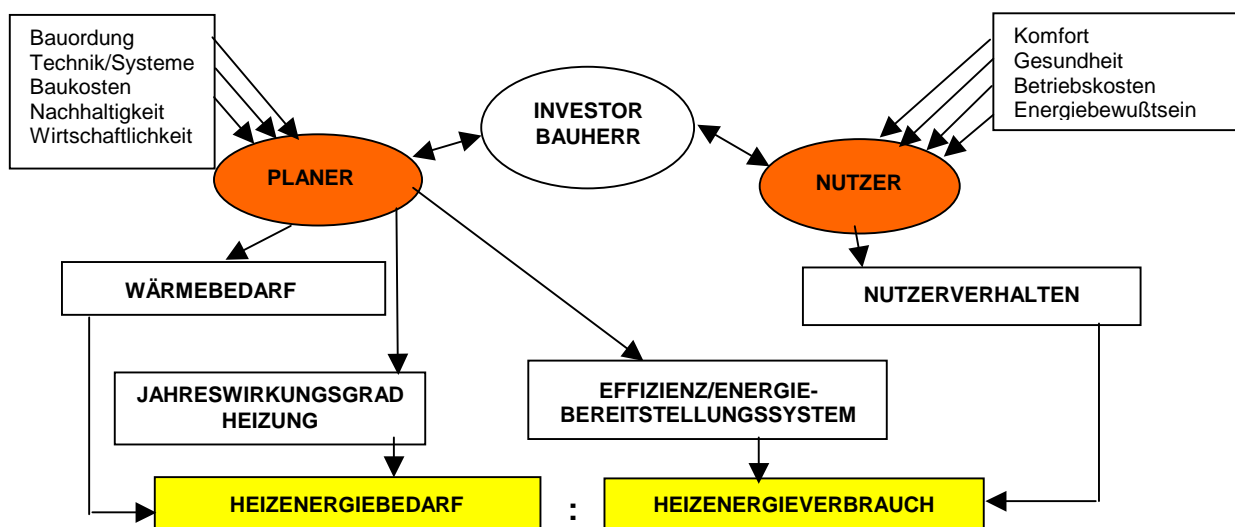 Bauordung
Technik/Systeme
Baukosten
Nachhaltigkeit
Wirtschaftlichkeit
INVESTOR
BAUHERR
Komfort
Gesundheit
Betriebskosten
Energiebewußtsein
PLANER
NUTZER
WÄRMEBEDARF
NUTZERVERHALTEN
JAHRESWIRKUNGSGRAD
HEIZUNG
EFFIZIENZ/ENERGIE-
BEREITSTELLUNGSSYSTEM
HEIZENERGIEBEDARF : HEIZENERGIEVERBRAUCH